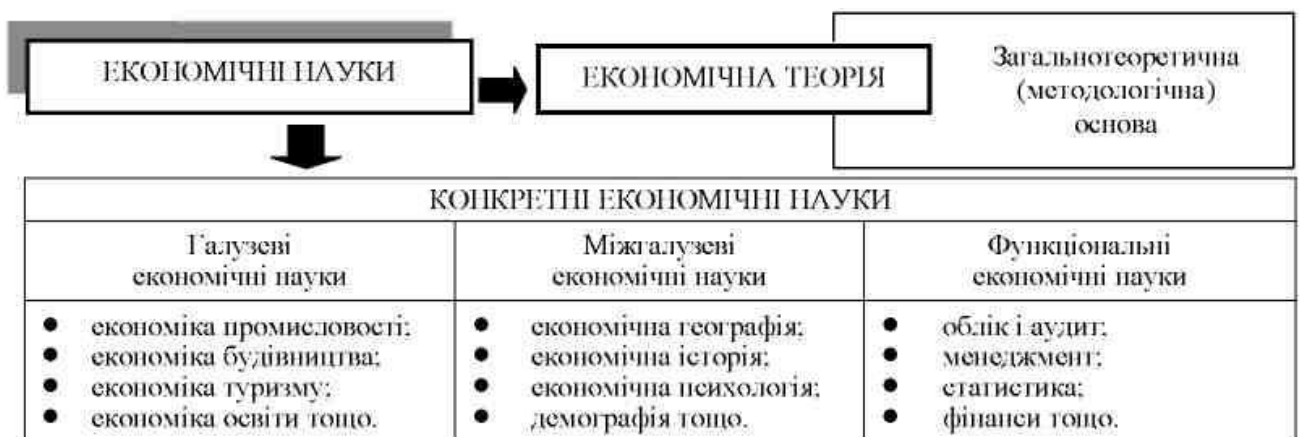 ЕКОНОМІЧНІ НАУКИ
ЕКОНОМІЧНА ТЕОРІЯ
Загальнотеоретична
(методологічна)
основа
КОНКРЕТНІ ЕКОНОМІЧНІ НАУКИ
Галузеві
економічні науки
Міжгалузеві
економічні науки
Функціональні
економічні науки
● економіка промисловості;
● економіка будівництва;
● економіка туризму;
● економіка освіти тощо.
● економічна географія;
● економічна історія;
● економічна психологія;
● демографія тощо.
● облік і аудит;
● менеджмент;
● статистика;
● фінанси тощо.